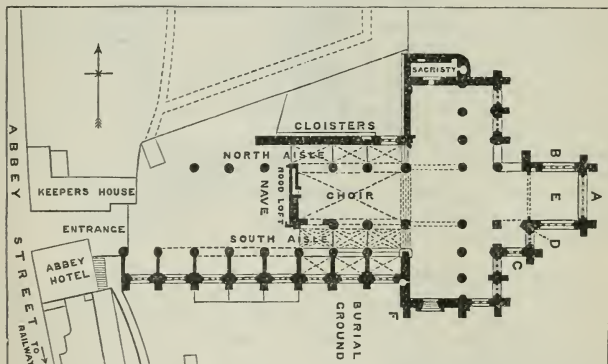 SACRISTY
CLOISTERS
NORTH AISLE
NAVE
ROOD LOFT
CHOIR
SOUTH AISLE
KEEPERS HOUSE
ENTRANCE
ABBEY
HOTEL
ABBEY STREET
TO
RAILWAY
BURIAL
GROUND
A
B
C
D
E
F